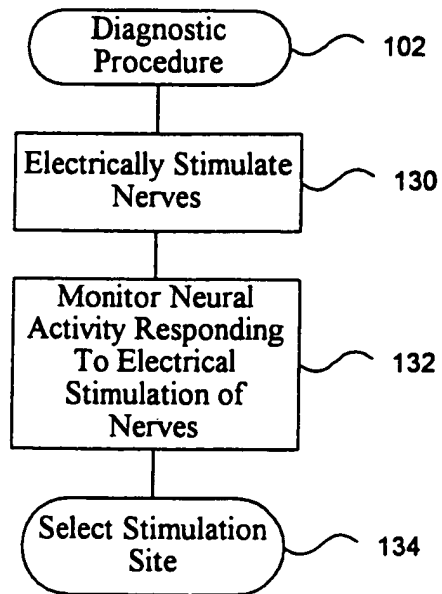 Diagnostic
Procedure
102
Electrically Stimulate
Nerves
130
Monitor Neural
Activity Responding
To Electrical
Stimulation of
Nerves
132
Select Stimulation
Site
134